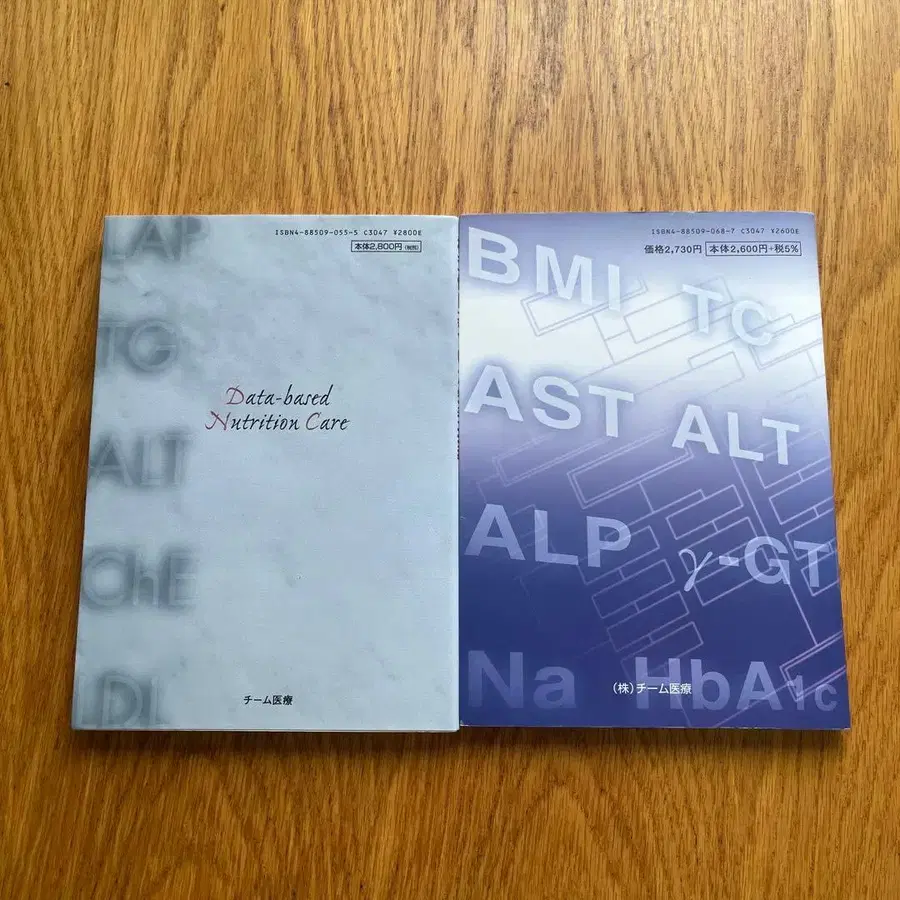 ISBN4-88509-055-5 C3047 ¥2800E
本体2,800円(税別)
LAP
TG
Data-based
Nutrition Care
ALT
ChE
LDL
チーム医療
ISBN4-88509-068-7 C3047 ¥2600E
価格2,730円 本体2,600円+税5%
BMI TC
AST ALT
ALP γ-GT
Na HbA1c
(株)チーム医療